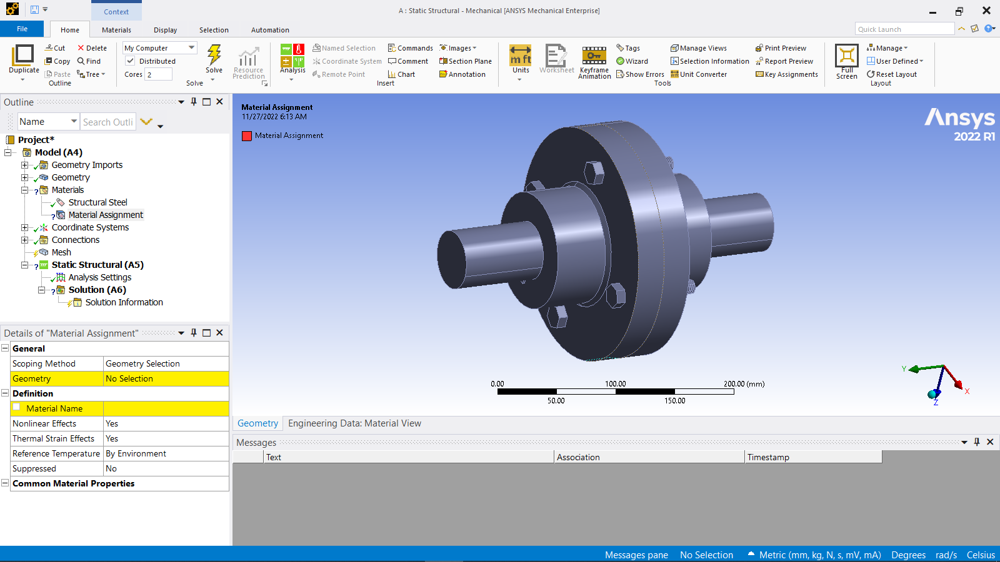 Context
A : Static Structural - Mechanical [ANSYS Mechanical Enterprise]
File
Home
Materials
Display
Selection
Automation
Quick Launch
Duplicate
Cut
Copy
Paste
Delete
Find
Tree
Outline
My Computer
Distributed
Cores 2
Solve
Resource Prediction
Solve
Analysis
Named Selection
Coordinate System
Remote Point
Commands
Comment
Chart
Images
Section Plane
Annotation
Insert
Units
Worksheet
Keyframe Animation
Tags
Wizard
Show Errors
Manage Views
Selection Information
Unit Converter
Print Preview
Report Preview
Key Assignments
Tools
Full Screen
Manage
User Defined
Reset Layout
Layout
Outline
Name
Search Outli
Project*
Model (A4)
Geometry Imports
Geometry
Materials
Structural Steel
Material Assignment
Coordinate Systems
Connections
Mesh
Static Structural (A5)
Analysis Settings
Solution (A6)
Solution Information
Details of "Material Assignment"
General
Scoping Method Geometry Selection
Geometry No Selection
Definition
Material Name
Nonlinear Effects Yes
Thermal Strain Effects Yes
Reference Temperature By Environment
Suppressed No
Common Material Properties
Material Assignment
11/27/2022 6:13 AM
Material Assignment
Ansys
2022 R1
0.00 100.00 200.00 (mm)
50.00 150.00
Y
X
Z
Geometry
Engineering Data: Material View
Messages
Text Association Timestamp
Messages pane No Selection Metric (mm, kg, N, s, mV, mA) Degrees rad/s Celsius